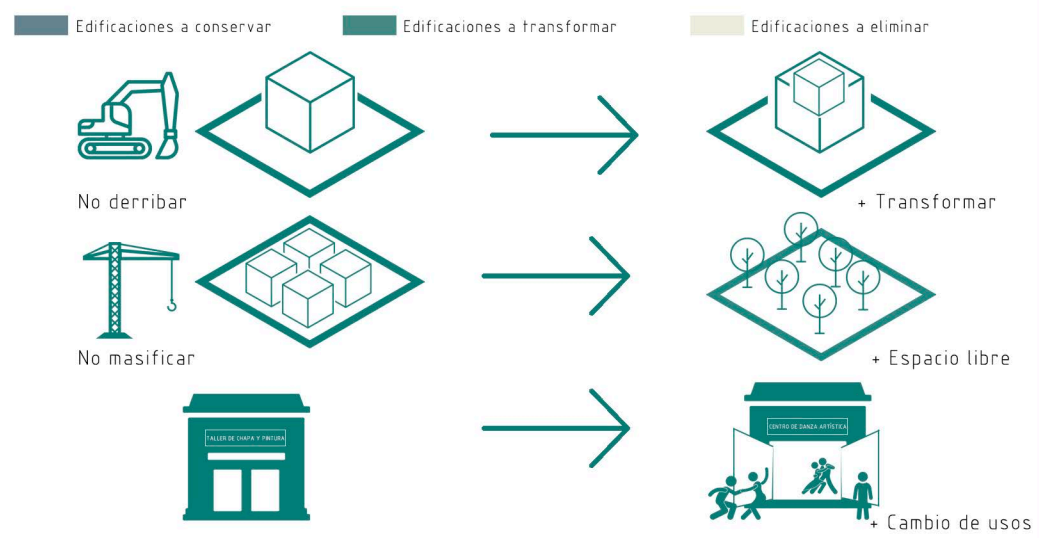 Edificaciones a conservar
Edificaciones a transformar
Edificaciones a eliminar
No derribar
+ Transformar
No masificar
+ Espacio libre
TALLER DE CHAPA Y PINTURA
CENTRO DE DANZA ARTÍSTICA
+ Cambio de usos